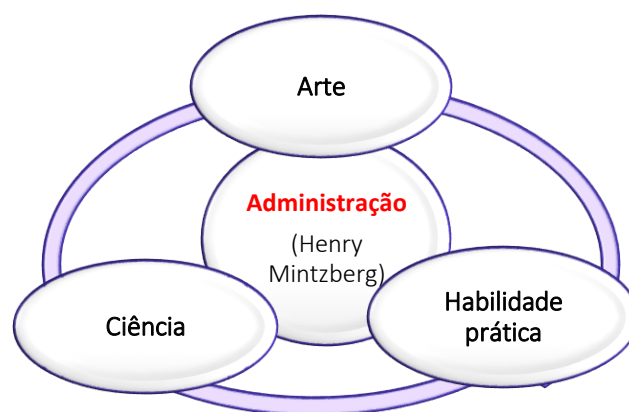 Arte
Administração
(Henry
Mintzberg)
Ciência
Habilidade
prática